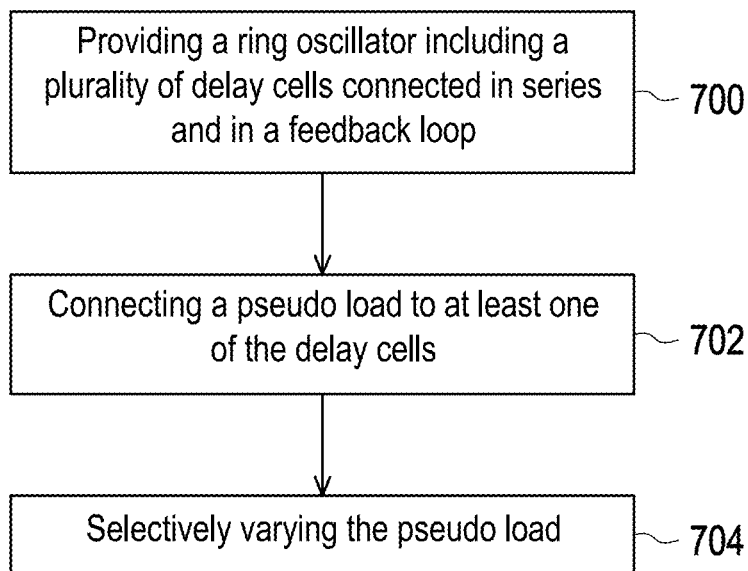 Providing a ring oscillator including a
plurality of delay cells connected in series
and in a feedback loop
700
Connecting a pseudo load to at least one
of the delay cells
702
Selectively varying the pseudo load
704